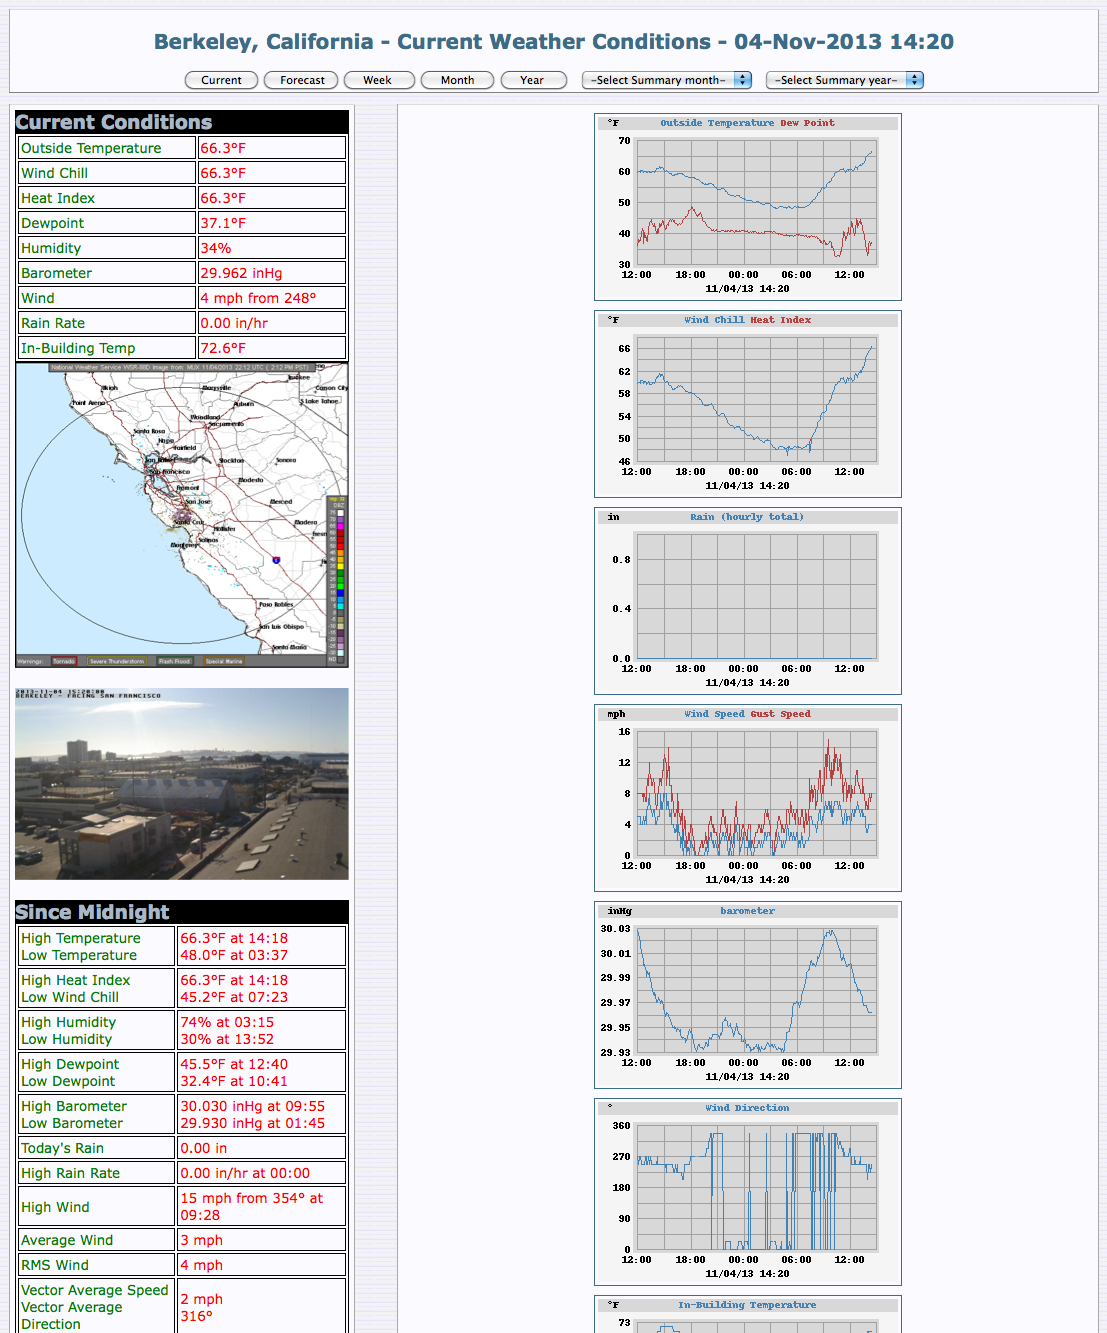 Berkeley, California - Current Weather Conditions - 04-Nov-2013 14:20
Current Forecast Week Month Year -Select Summary month- -Select Summary year-
Current Conditions
Outside Temperature 66.3°F
Wind Chill 66.3°F
Heat Index 66.3°F
Dewpoint 37.1°F
Humidity 34%
Barometer 29.962 inHg
Wind 4 mph from 248°
Rain Rate 0.00 in/hr
In-Building Temp 72.6°F
National Weather Service WSR-88D image from MUX 11/04/2013 22:12 UTC ( 2:12 PM PST)
Ukiah
Marysville
Truckee
Carson City
Point Arena
Auburn
S Lake Tahoe
Woodland
Sacramento
Santa Rosa
Napa
Fairfield
Stockton
Sonora
San Francisco
Modesto
Fremont
San Jose
Merced
Santa Cruz
Hollister
Madera
Salinas
Monterey
Paso Robles
San Luis Obispo
Santa Maria
Warnings: Tornado Severe Thunderstorm Flash Flood Special Marine
2013-11-04 15:20:00
BERKELEY - FACING SAN FRANCISCO
Since Midnight
High Temperature 66.3°F at 14:18
Low Temperature 48.0°F at 03:37
High Heat Index 66.3°F at 14:18
Low Wind Chill 45.2°F at 07:23
High Humidity 74% at 03:15
Low Humidity 30% at 13:52
High Dewpoint 45.5°F at 12:40
Low Dewpoint 32.4°F at 10:41
High Barometer 30.030 inHg at 09:55
Low Barometer 29.930 inHg at 01:45
Today's Rain 0.00 in
High Rain Rate 0.00 in/hr at 00:00
High Wind 15 mph from 354° at
09:28
Average Wind 3 mph
RMS Wind 4 mph
Vector Average Speed 2 mph
Vector Average
Direction 316°
°F Outside Temperature Dew Point
70
60
50
40
30
12:00 18:00 00:00 06:00 12:00
11/04/13 14:20
°F Wind Chill Heat Index
66
62
58
54
50
46
12:00 18:00 00:00 06:00 12:00
11/04/13 14:20
in Rain (hourly total)
0.8
0.4
0.0
12:00 18:00 00:00 06:00 12:00
11/04/13 14:20
mph Wind Speed Gust Speed
16
12
8
4
0
12:00 18:00 00:00 06:00 12:00
11/04/13 14:20
inHg barometer
30.03
30.01
29.99
29.97
29.95
29.93
12:00 18:00 00:00 06:00 12:00
11/04/13 14:20
° Wind Direction
360
270
180
90
0
12:00 18:00 00:00 06:00 12:00
11/04/13 14:20
°F In-Building Temperature
73